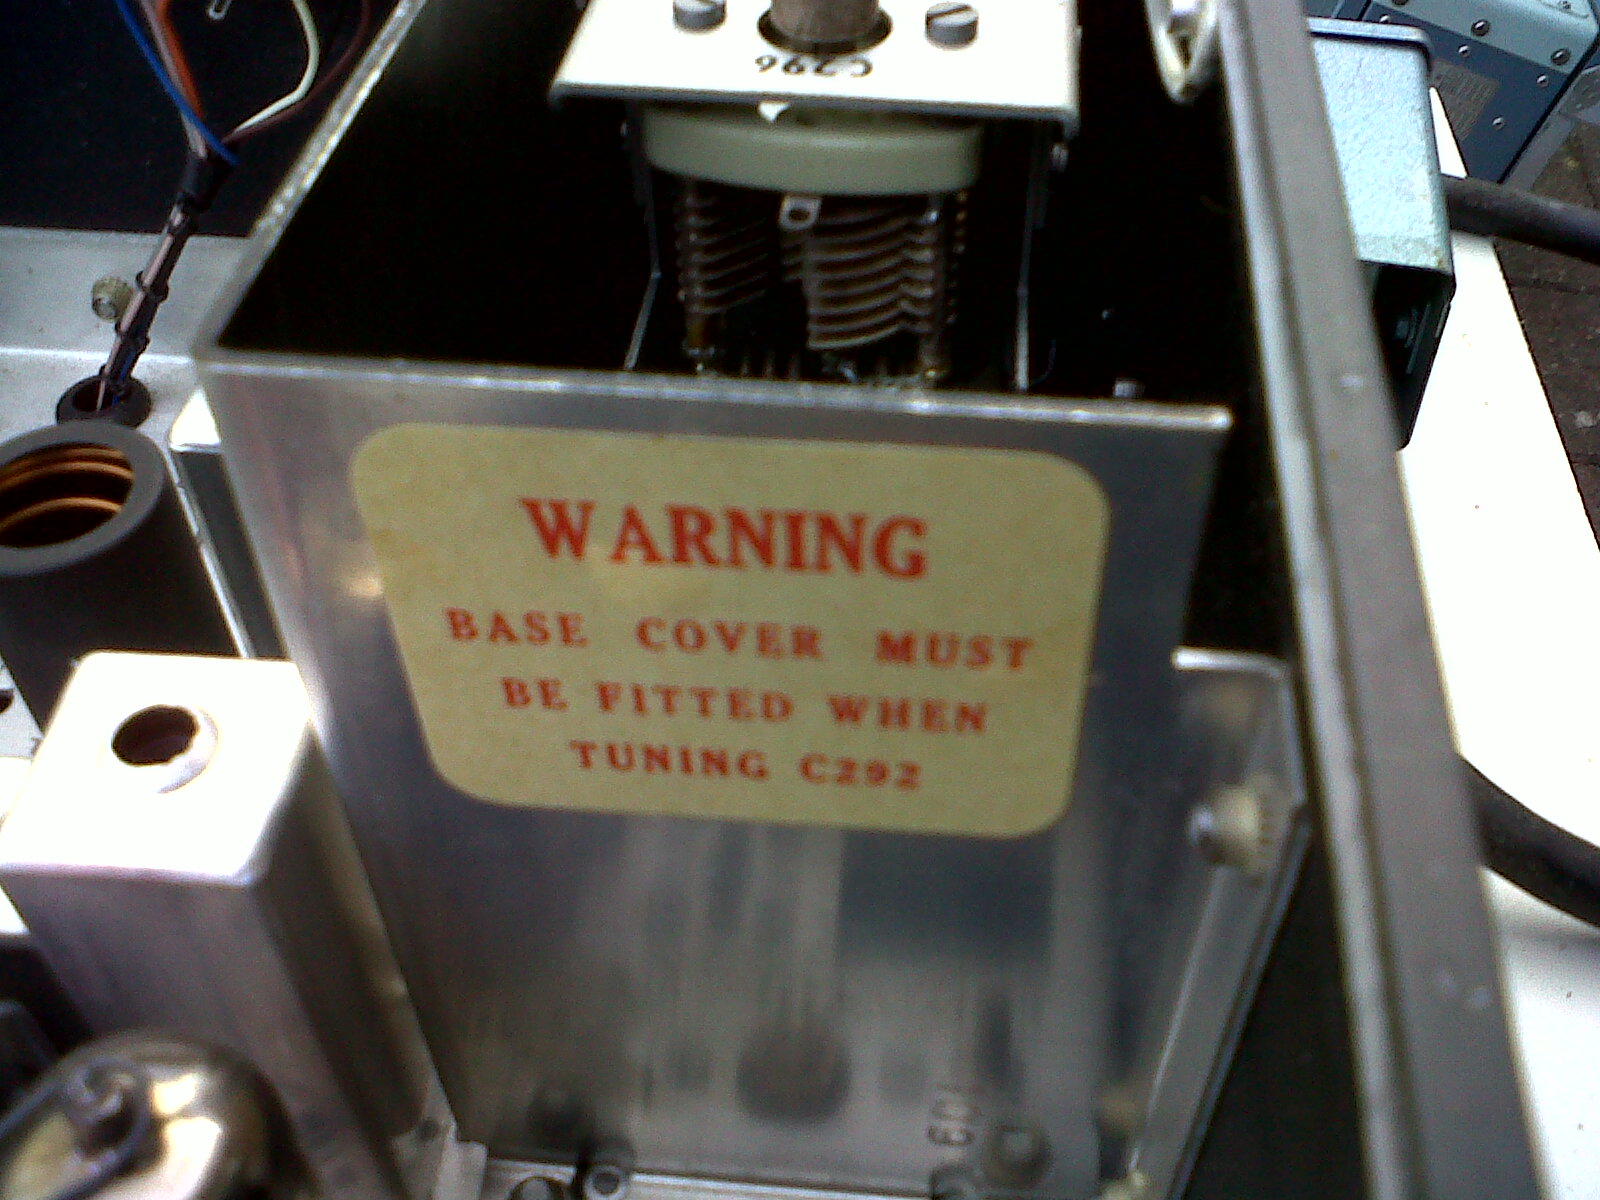 C296
WARNING
BASE COVER MUST
BE FITTED WHEN
TUNING C292